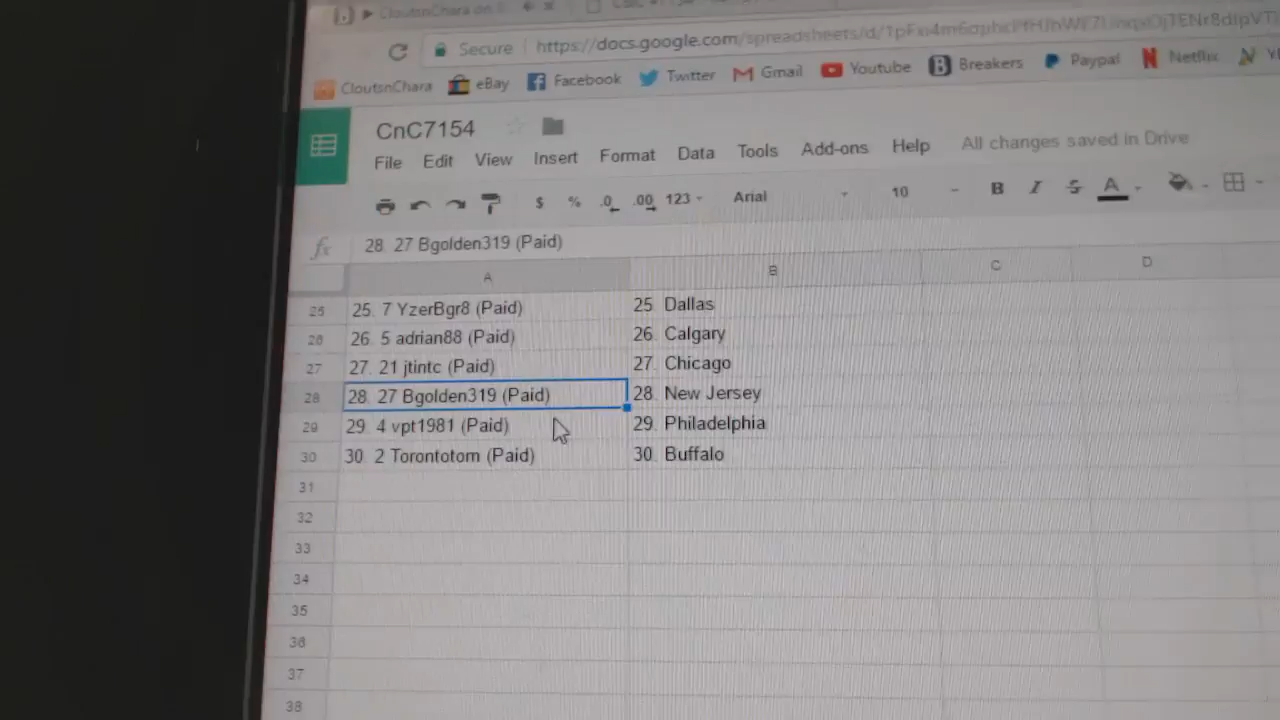 CloutsnChara on
Secure https://docs.google.com/spreadsheets/d/
CloutsnChara eBay Facebook Twitter Gmail Youtube Breakers Paypal Netflix
CnC7154
File Edit View Insert Format Data Tools Add-ons Help All changes saved in Drive
$ % .0 .00 123 Arial 10 B I S A
fx 28. 27 Bgolden319 (Paid)
A B C D
25 25. 7 YzerBgr8 (Paid) 25. Dallas
26 26. 5 adrian88 (Paid) 26. Calgary
27 27. 21 jtintc (Paid) 27. Chicago
28 28. 27 Bgolden319 (Paid) 28. New Jersey
29 29. 4 vpt1981 (Paid) 29. Philadelphia
30 30. 2 Torontotom (Paid) 30. Buffalo
31
32
33
34
35
36
37
38